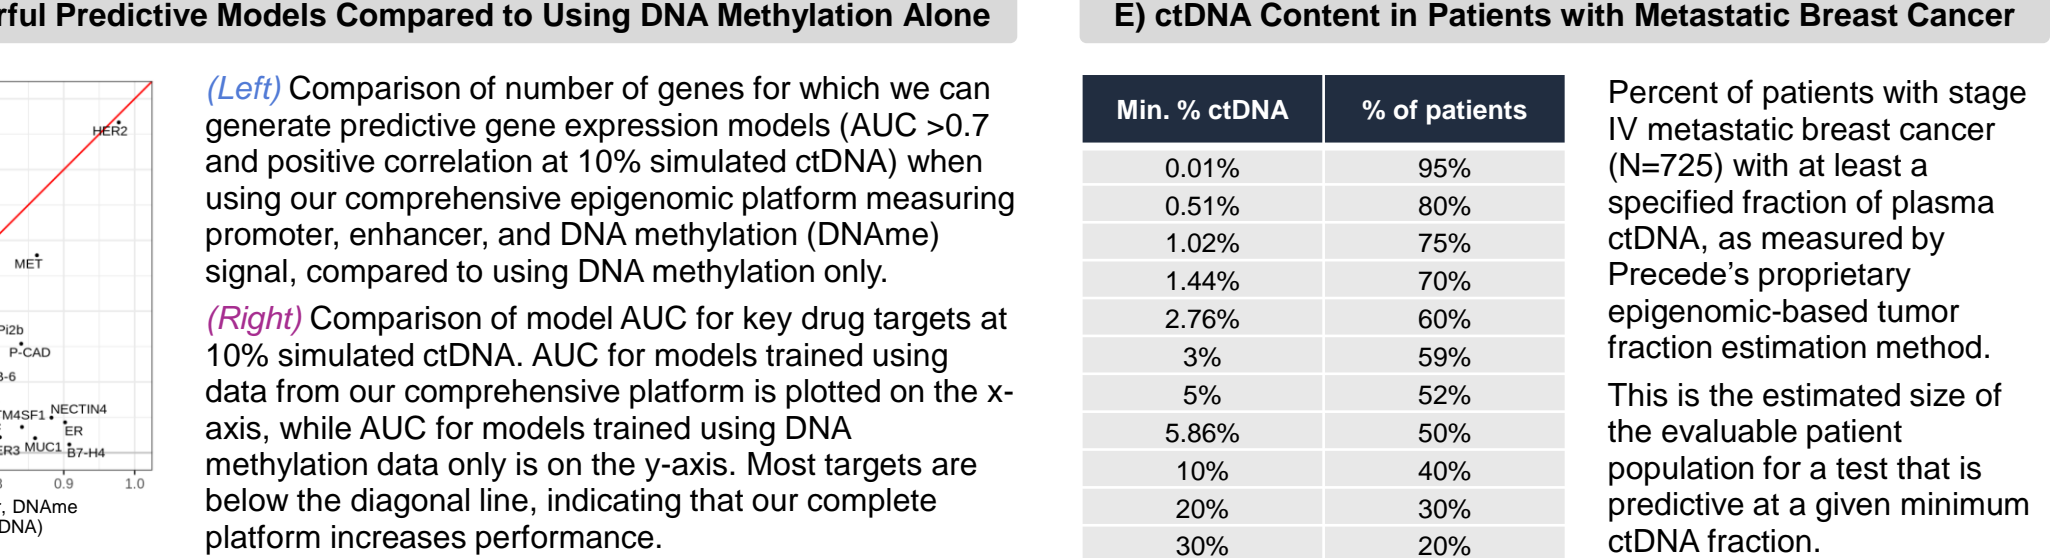 rful Predictive Models Compared to Using DNA Methylation Alone
HER2
MET
Pi2b
P-CAD
3-6
TM4SF1 NECTIN4
ER
ER3 MUC1 B7-H4
0.9 1.0
, DNAme
DNA)
(Left) Comparison of number of genes for which we can
generate predictive gene expression models (AUC >0.7
and positive correlation at 10% simulated ctDNA) when
using our comprehensive epigenomic platform measuring
promoter, enhancer, and DNA methylation (DNAme)
signal, compared to using DNA methylation only.
(Right) Comparison of model AUC for key drug targets at
10% simulated ctDNA. AUC for models trained using
data from our comprehensive platform is plotted on the x-
axis, while AUC for models trained using DNA
methylation data only is on the y-axis. Most targets are
below the diagonal line, indicating that our complete
platform increases performance.
E) ctDNA Content in Patients with Metastatic Breast Cancer
Min. % ctDNA % of patients
0.01% 95%
0.51% 80%
1.02% 75%
1.44% 70%
2.76% 60%
3% 59%
5% 52%
5.86% 50%
10% 40%
20% 30%
30% 20%
Percent of patients with stage
IV metastatic breast cancer
(N=725) with at least a
specified fraction of plasma
ctDNA, as measured by
Precede’s proprietary
epigenomic-based tumor
fraction estimation method.
This is the estimated size of
the evaluable patient
population for a test that is
predictive at a given minimum
ctDNA fraction.